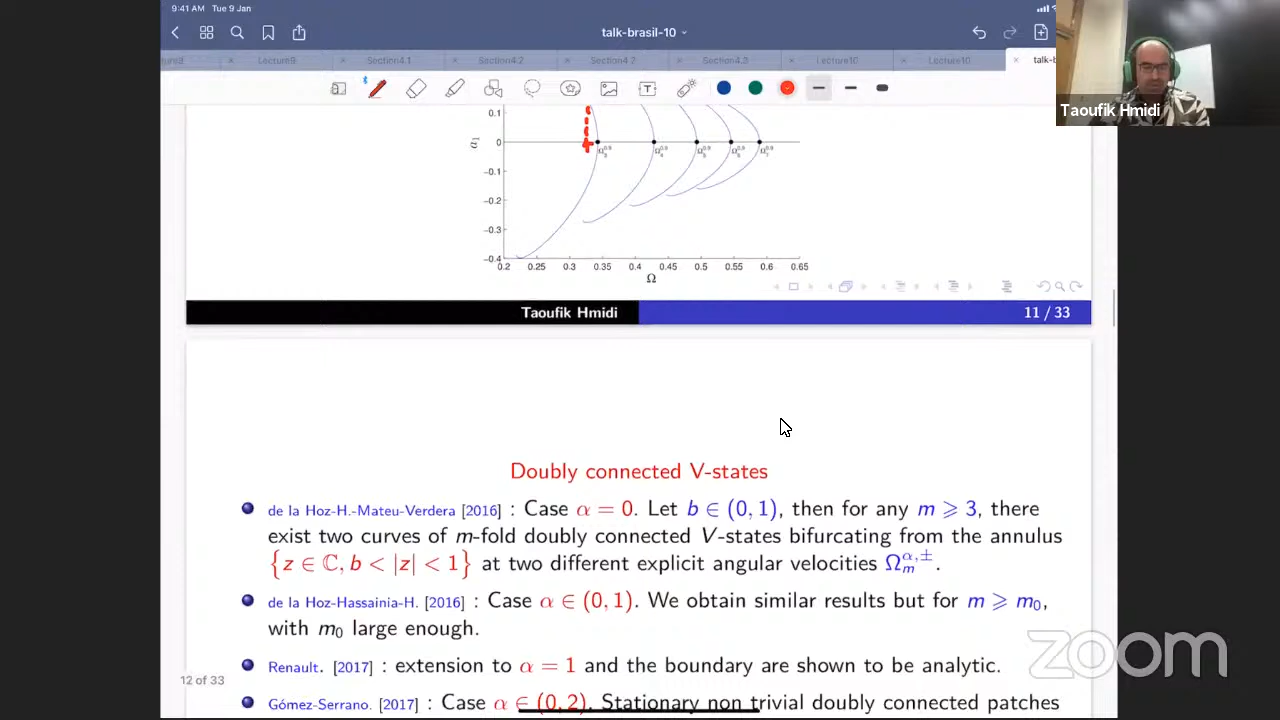 9:41 AM Tue 9 Jan
talk-brasil-10
Lecture9 Section4.1 Section4.2 Section4.2 Section4.3 Lecture10 Lecture10
Taoufik Hmidi
0.1
0
−0.1
−0.2
−0.3
−0.4
a₁
0.2 0.25 0.3 0.35 0.4 0.45 0.5 0.55 0.6 0.65
Ω
Taoufik Hmidi 11 / 33
Doubly connected V-states
de la Hoz-H.-Mateu-Verdera [2016] : Case α = 0. Let b ∈ (0, 1), then for any m ⩾ 3, there
exist two curves of m-fold doubly connected V-states bifurcating from the annulus
{z ∈ ℂ, b < |z| < 1} at two different explicit angular velocities Ωₘ^{α,±}.
de la Hoz-Hassainia-H. [2016] : Case α ∈ (0, 1). We obtain similar results but for m ⩾ m₀,
with m₀ large enough.
Renault. [2017] : extension to α = 1 and the boundary are shown to be analytic.
12 of 33
Gómez-Serrano. [2017] : Case α ∈ (0, 2). Stationary non trivial doubly connected patches
zoom